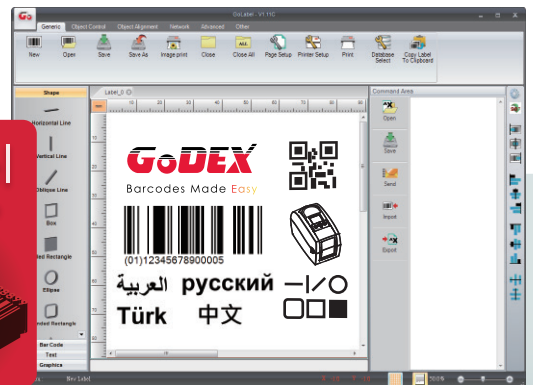 GoLabel - V1.11C
Generic Object Control Object Alignment Network Advanced Other
New Open Save Save As Image print Close Close All Page Setup Printer Setup Print Database Select Copy Label To Clipboard
ALL
Shape
Label_0
Command Area
Horizontal Line
Vertical Line
Oblique Line
Box
Ellipse
Bar Code
Text
Graphics
GoDEX
Barcodes Made Easy
(01)12345678900005
العربية русский
Türk 中文
Open
Save
Send
Import
Export
New Label